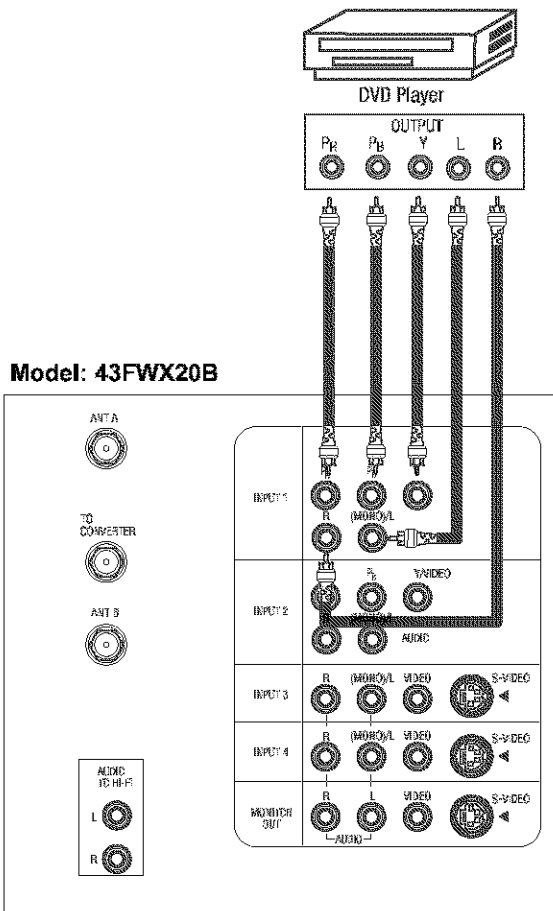 DVD Player
OUTPUT
PR PB Y L R
Model: 43FWX20B
ANT A
TO
CONVERTER
ANT B
AUDIO
TO HI-FI
L
R
INPUT 1
R (MONO)/L
INPUT 2
PB Y/VIDEO
R AUDIO
INPUT 3
R (MONO)/L VIDEO S-VIDEO
INPUT 4
R (MONO)/L VIDEO S-VIDEO
MONITOR
OUT
R L VIDEO S-VIDEO
AUDIO